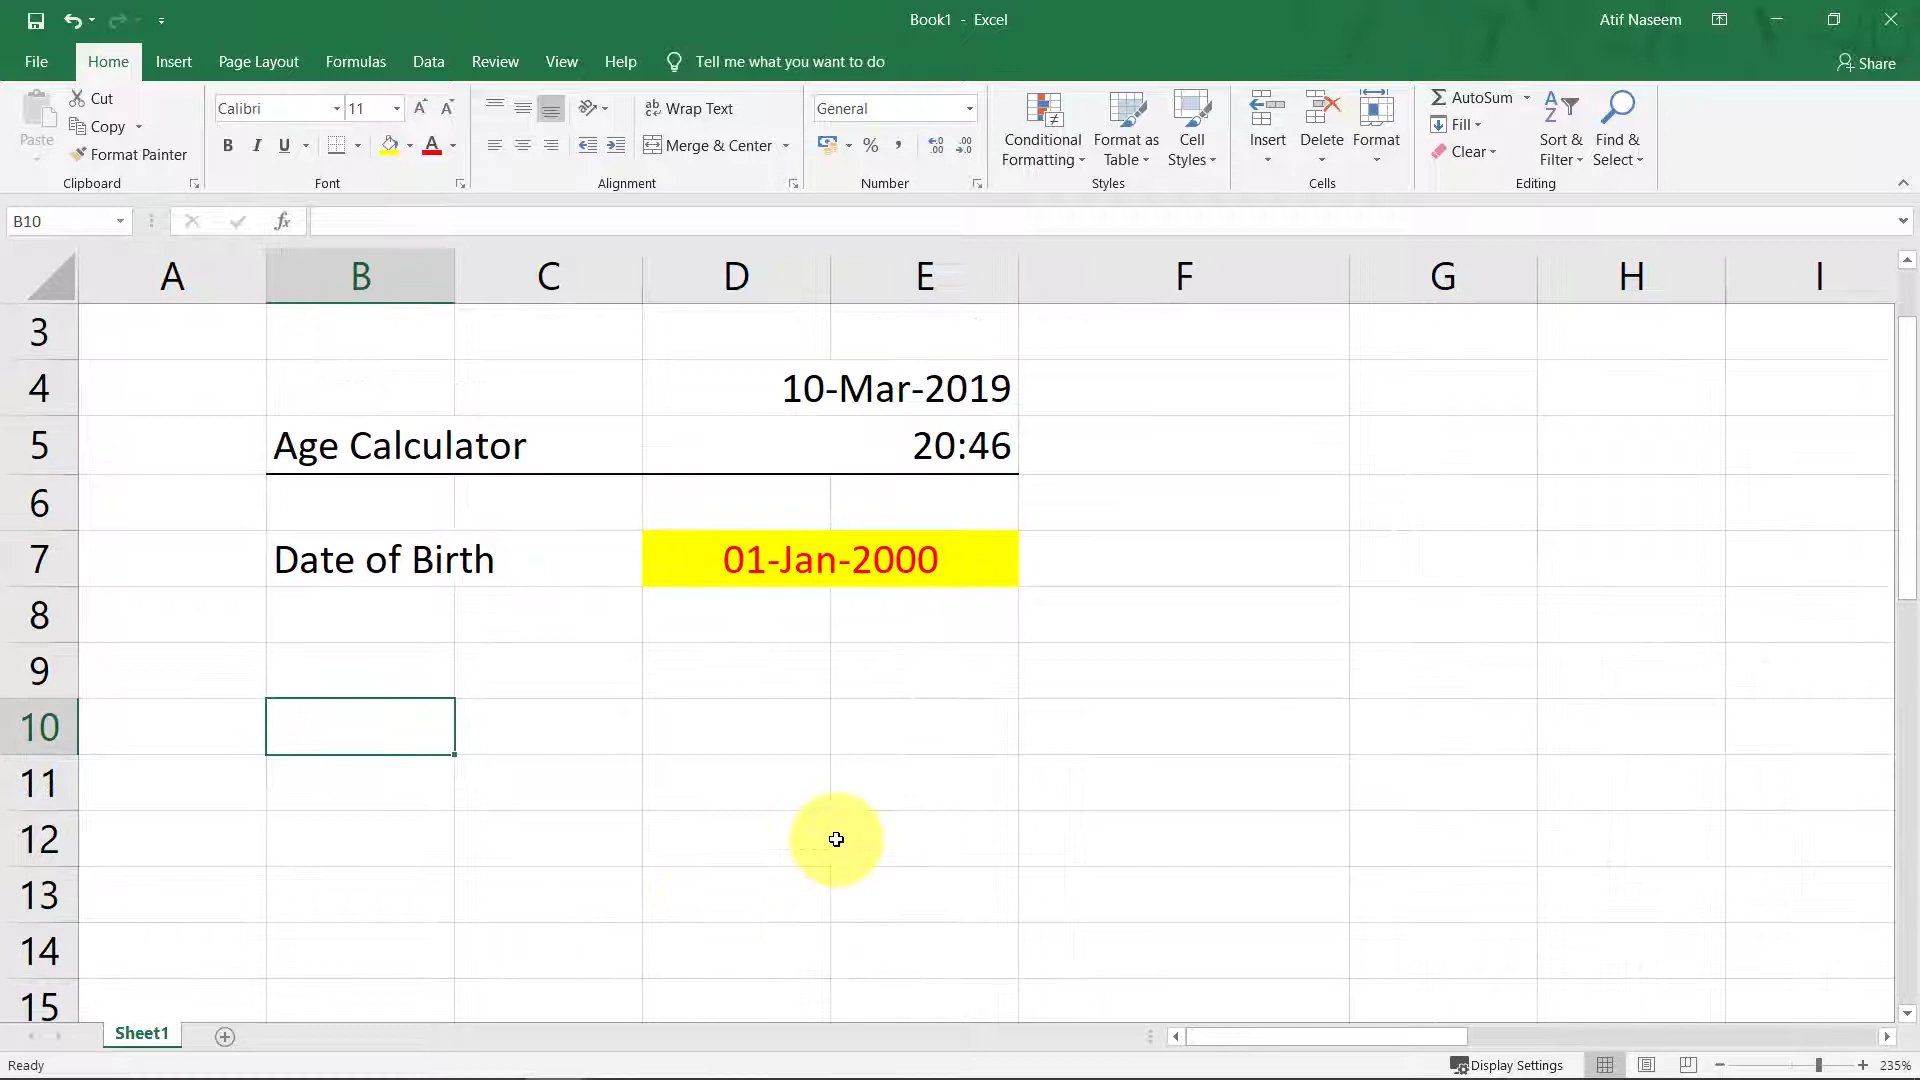 Book1 - Excel
Atif Naseem
File Home Insert Page Layout Formulas Data Review View Help Tell me what you want to do Share
Paste
Cut
Copy
Format Painter
Clipboard
Calibri 11
B I U A
Font
Wrap Text
Merge & Center
Alignment
General
% ,
Number
Conditional Formatting
Format as Table
Cell Styles
Styles
Insert Delete Format
Cells
AutoSum
Fill
Clear
Sort & Filter
Find & Select
Editing
B10 fx
A B C D E F G H I
3
4 10-Mar-2019
5 Age Calculator 20:46
6
7 Date of Birth 01-Jan-2000
8
9
10
11
12
13
14
15
Sheet1
Ready Display Settings 235%